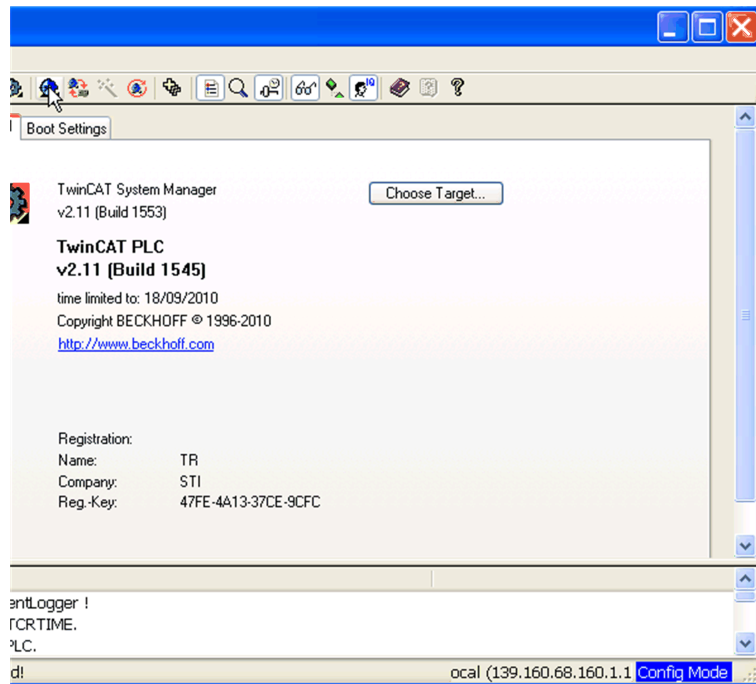 Boot Settings
TwinCAT System Manager
v2.11 (Build 1553)
Choose Target...
TwinCAT PLC
v2.11 (Build 1545)
time limited to: 18/09/2010
Copyright BECKHOFF © 1996-2010
http://www.beckhoff.com
Registration:
Name: TR
Company: STI
Reg.-Key: 47FE-4A13-37CE-9CFC
entLogger !
TCRTIME.
PLC.
d! ocal (139.160.68.160.1.1 Config Mode